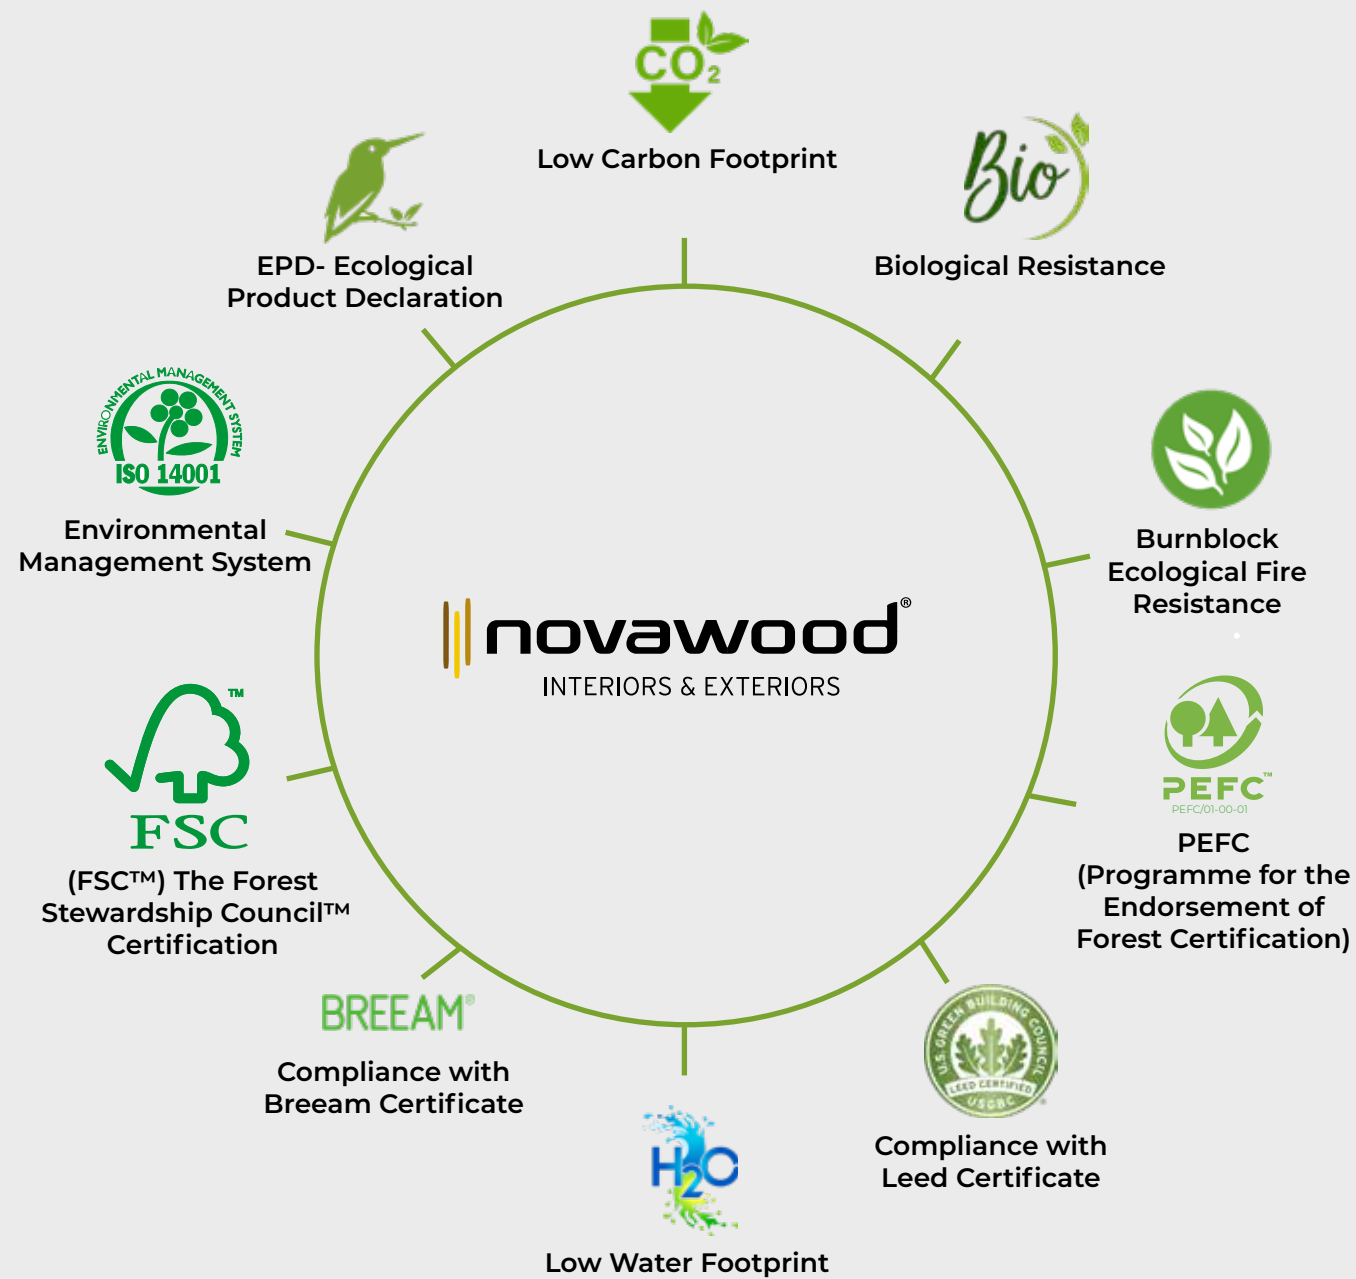 CO2
Low Carbon Footprint
Bio
Biological Resistance
EPD- Ecological
Product Declaration
ENVIRONMENTAL MANAGEMENT SYSTEM
ISO 14001
Environmental
Management System
Burnblock
Ecological Fire
Resistance
novawood®
INTERIORS & EXTERIORS
™
FSC
(FSC™) The Forest
Stewardship Council™
Certification
PEFC™
PEFC/01-00-01
PEFC
(Programme for the
Endorsement of
Forest Certification)
BREEAM®
Compliance with
Breeam Certificate
U.S. GREEN BUILDING COUNCIL
LEED CERTIFIED
USGBC
®
Compliance with
Leed Certificate
H2O
Low Water Footprint